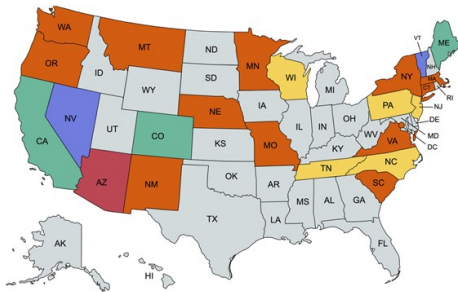 WA
MT
ND
MN
OR
ID
SD
WI
MI
VT
NH
ME
NY
MA
CT
RI
WY
NE
IA
PA
NJ
NV
UT
CO
IL
IN
OH
DE
CA
KS
MO
KY
WV
VA
MD
DC
AZ
NM
OK
AR
TN
NC
SC
TX
LA
MS
AL
GA
FL
AK
HI